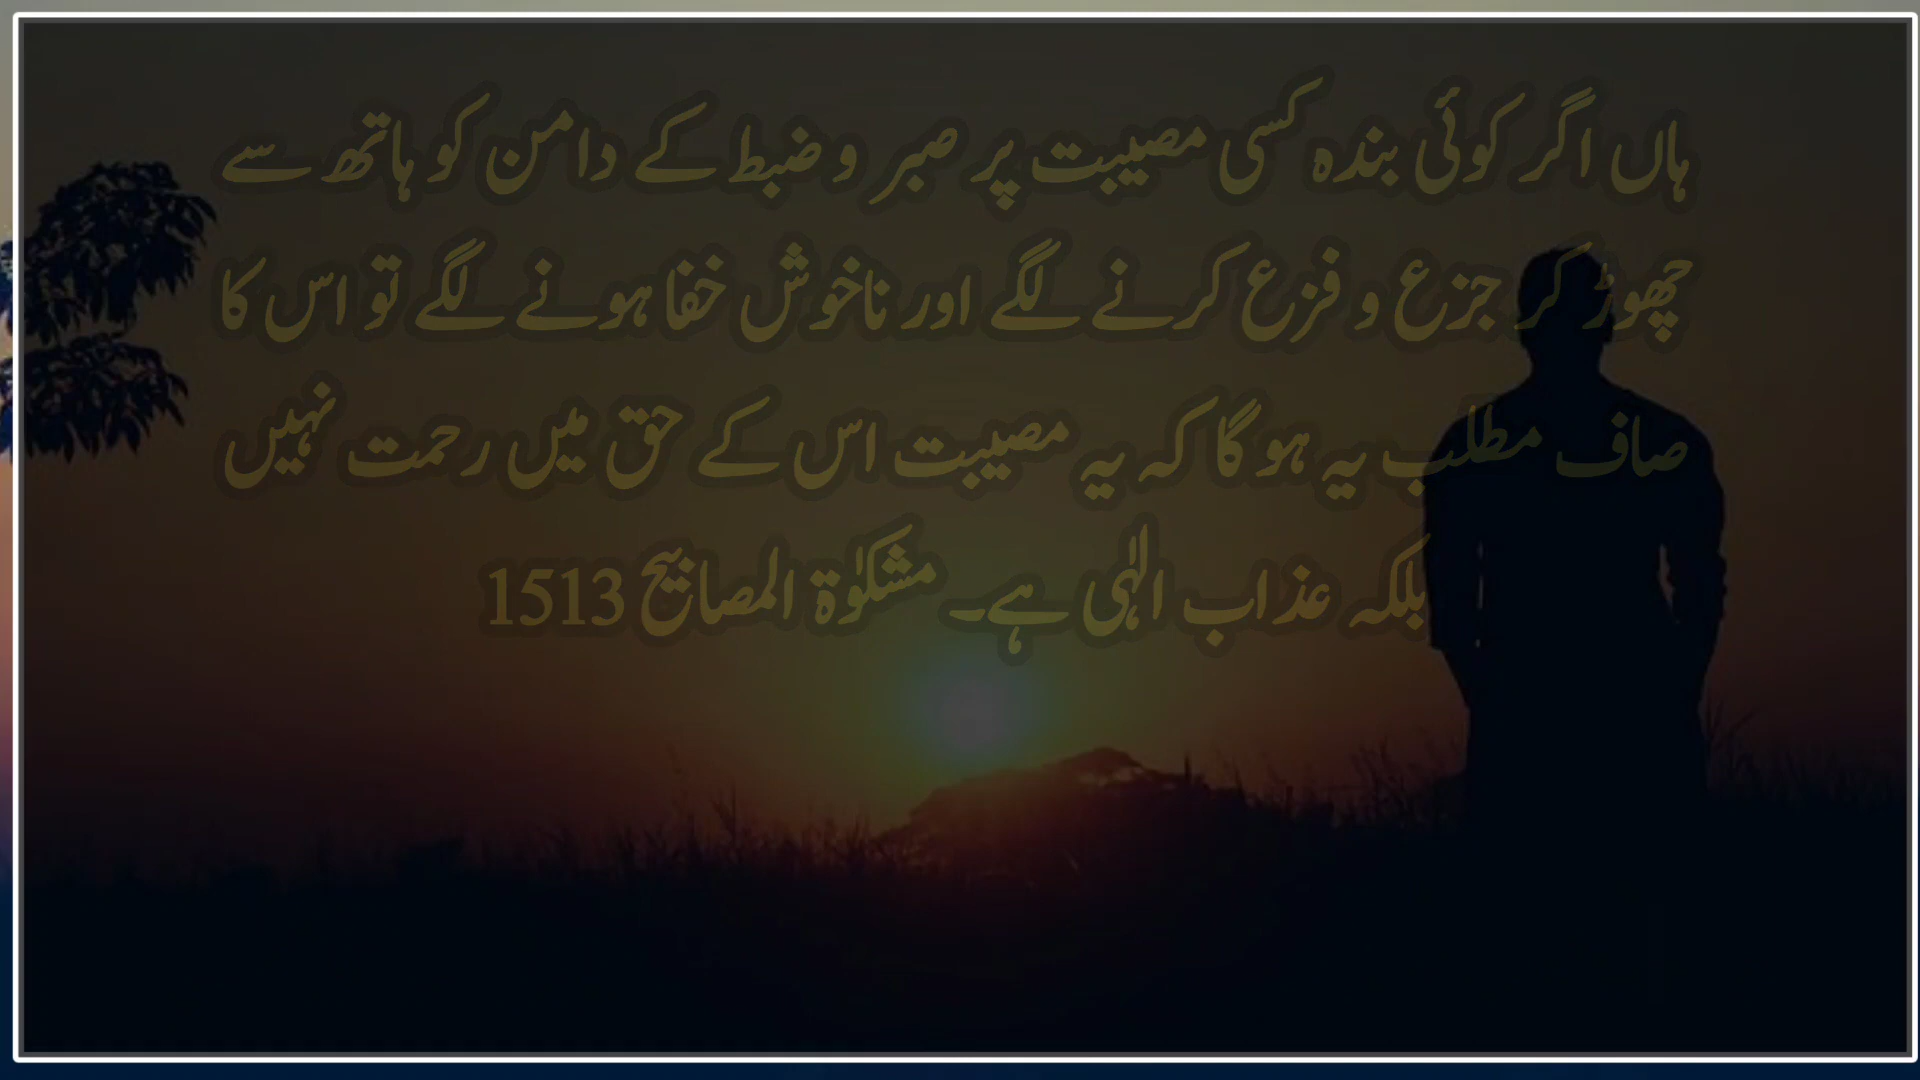 ہاں اگر کوئی بندہ کسی مصیبت پر صبر و ضبط کے دامن کو ہاتھ سے
چھوڑ کر جزع و فزع کرنے لگے اور ناخوش خفا ہونے لگے تو اس کا
صاف مطلب یہ ہو گا کہ یہ مصیبت اس کے حق میں رحمت نہیں
بلکہ عذاب الٰہی ہے۔ مشکوٰۃ المصابیح 1513